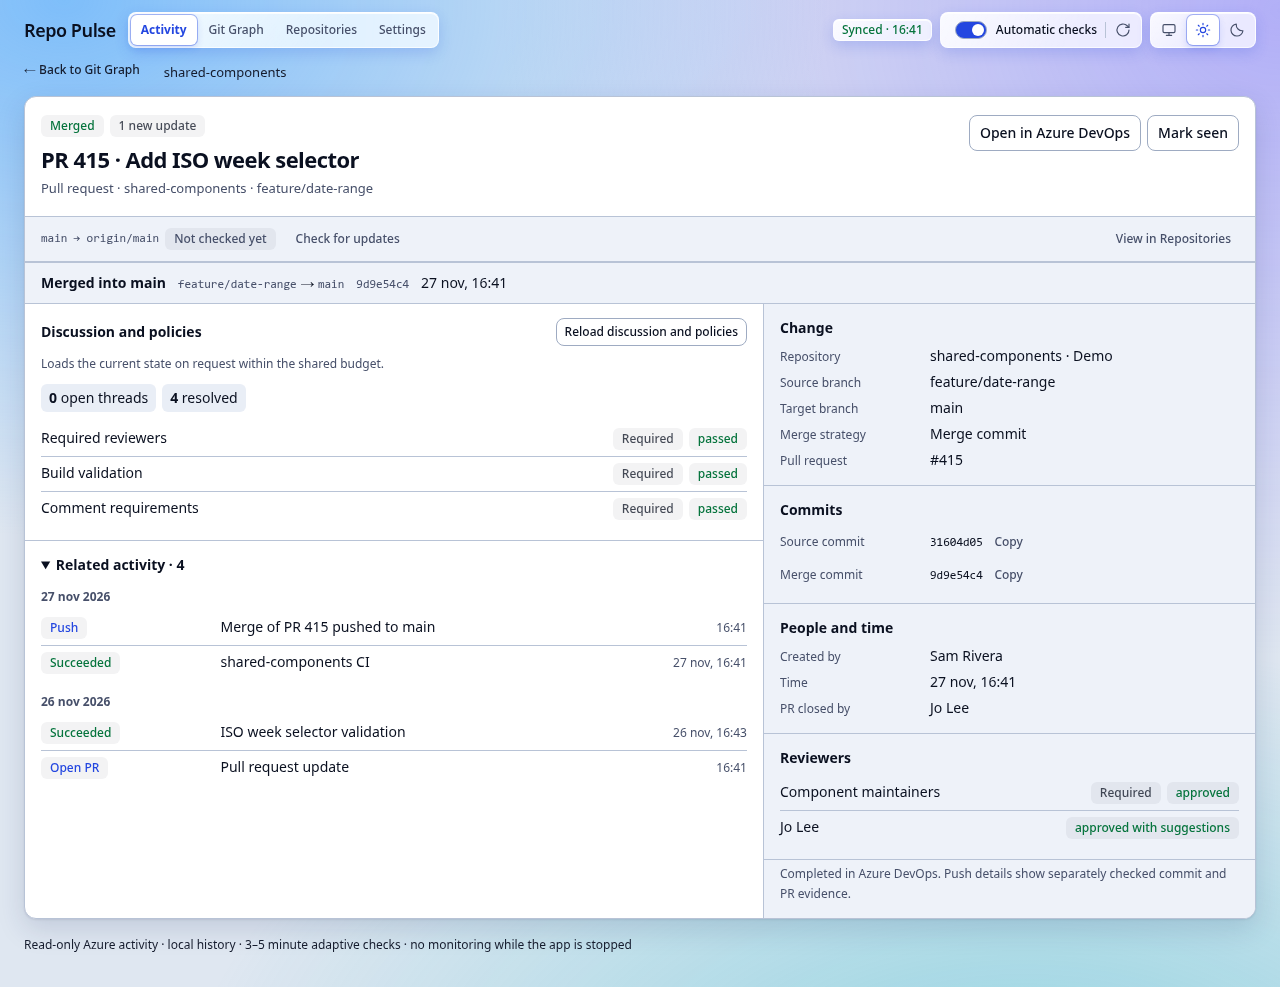 Repo Pulse Activity Git Graph Repositories Settings Synced · 16:41 Automatic checks
← Back to Git Graph shared-components
Merged 1 new update
PR 415 · Add ISO week selector
Pull request · shared-components · feature/date-range
Open in Azure DevOps Mark seen
main → origin/main Not checked yet Check for updates View in Repositories
Merged into main feature/date-range → main 9d9e54c4 27 nov, 16:41
Discussion and policies Reload discussion and policies
Loads the current state on request within the shared budget.
0 open threads 4 resolved
Required reviewers Required passed
Build validation Required passed
Comment requirements Required passed
▼ Related activity · 4
27 nov 2026
Push Merge of PR 415 pushed to main 16:41
Succeeded shared-components CI 27 nov, 16:41
26 nov 2026
Succeeded ISO week selector validation 26 nov, 16:43
Open PR Pull request update 16:41
Change
Repository shared-components · Demo
Source branch feature/date-range
Target branch main
Merge strategy Merge commit
Pull request #415
Commits
Source commit 31604d05 Copy
Merge commit 9d9e54c4 Copy
People and time
Created by Sam Rivera
Time 27 nov, 16:41
PR closed by Jo Lee
Reviewers
Component maintainers Required approved
Jo Lee approved with suggestions
Completed in Azure DevOps. Push details show separately checked commit and
PR evidence.
Read-only Azure activity · local history · 3–5 minute adaptive checks · no monitoring while the app is stopped